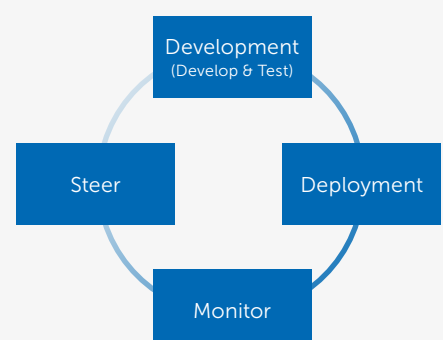 Development
(Develop & Test)
Steer
Deployment
Monitor